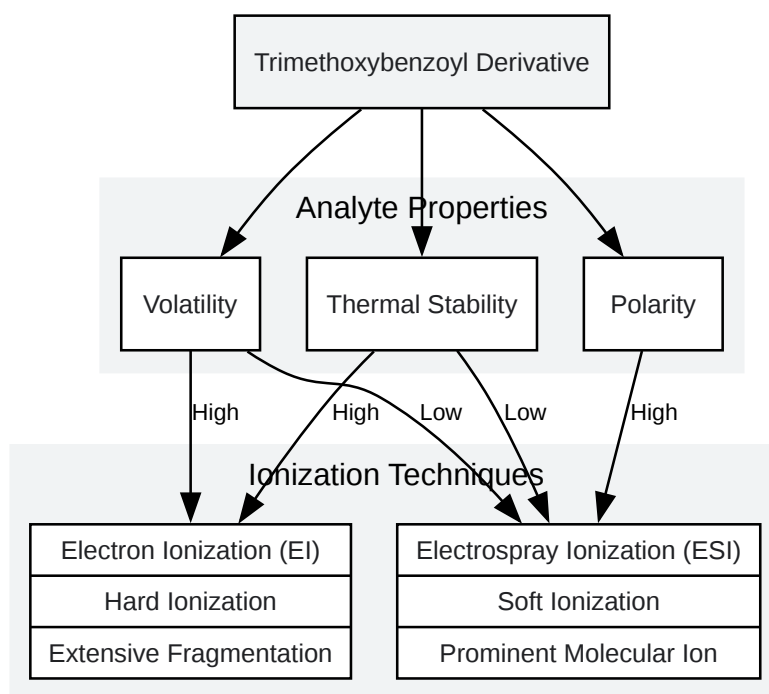 Trimethoxybenzoyl Derivative
Analyte Properties
Volatility
Thermal Stability
Polarity
High
High
Low
Low
High
Ionization Techniques
Electron Ionization (EI)
Hard Ionization
Extensive Fragmentation
Electrospray Ionization (ESI)
Soft Ionization
Prominent Molecular Ion